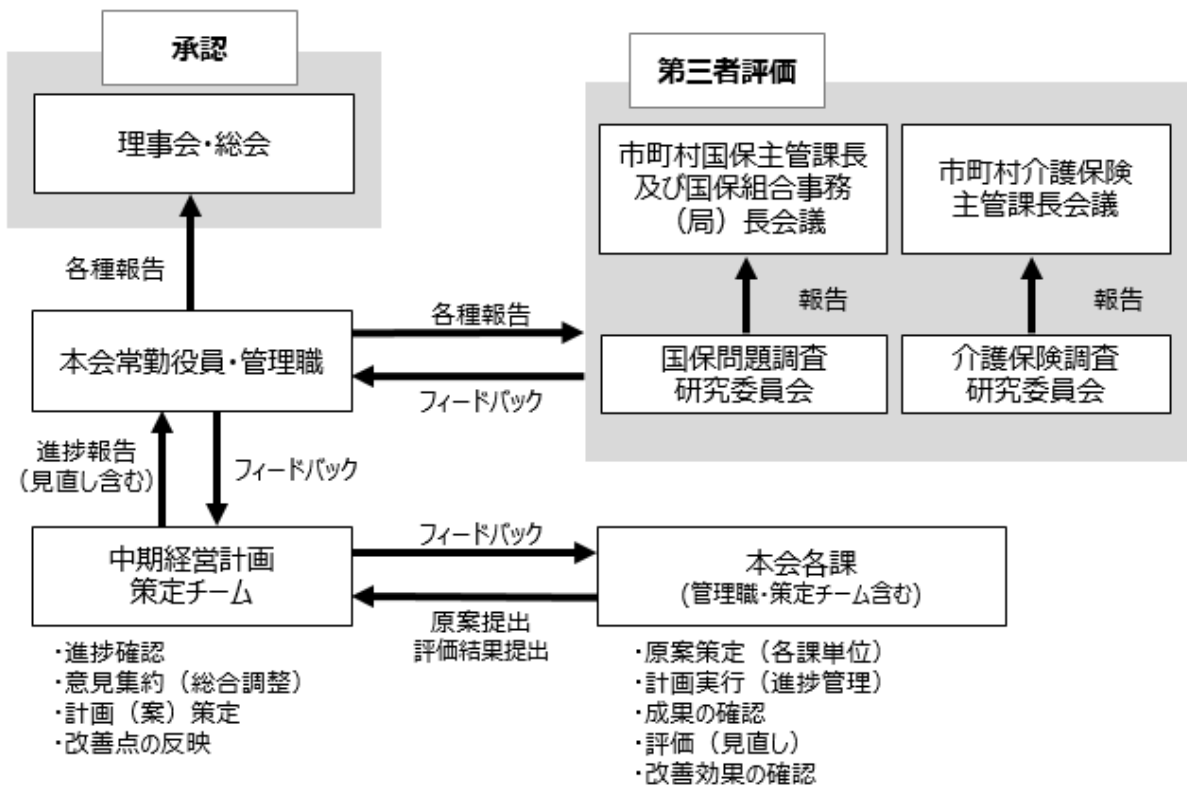 承認
理事会・総会
第三者評価
市町村国保主管課長
及び国保組合事務
（局）長会議
市町村介護保険
主管課長会議
各種報告
報告
報告
本会常勤役員・管理職
各種報告
フィードバック
国保問題調査
研究委員会
介護保険調査
研究委員会
進捗報告
（見直し含む）
フィードバック
中期経営計画
策定チーム
フィードバック
原案提出
評価結果提出
本会各課
(管理職・策定チーム含む)
・進捗確認
・意見集約（総合調整）
・計画（案）策定
・改善点の反映
・原案策定（各課単位）
・計画実行（進捗管理）
・成果の確認
・評価（見直し）
・改善効果の確認